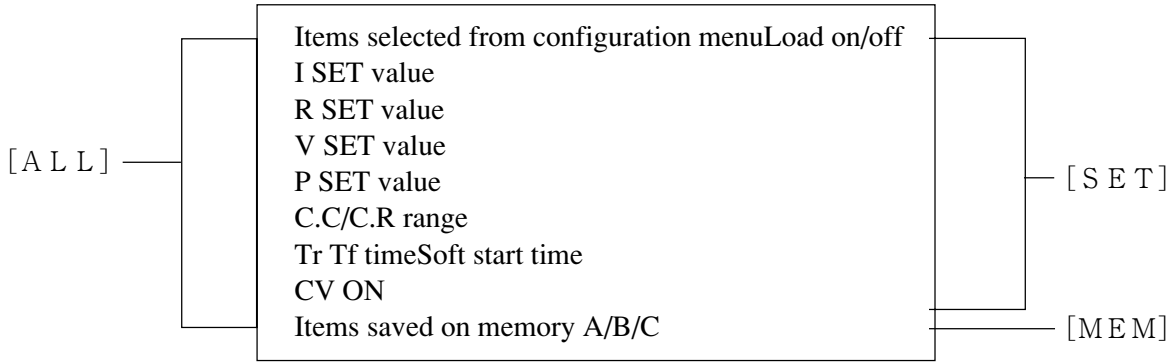 Items selected from configuration menuLoad on/off
I SET value
R SET value
V SET value
P SET value
C.C/C.R range
Tr Tf timeSoft start time
CV ON
Items saved on memory A/B/C
[ALL]
[SET]
[MEM]